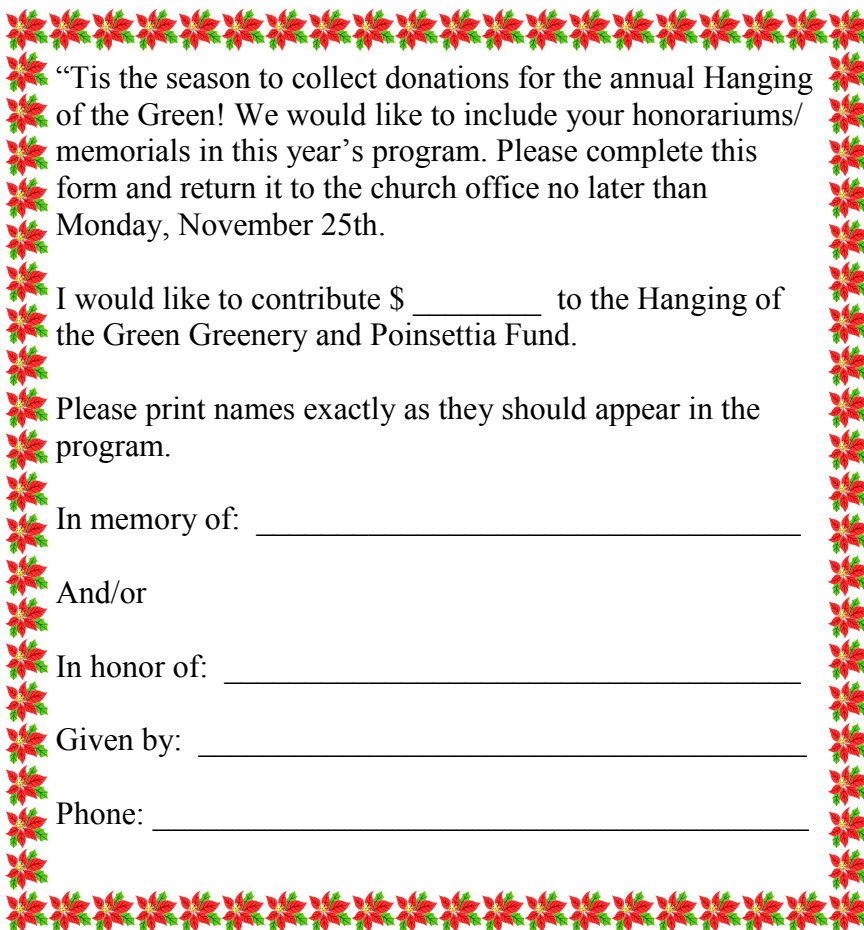 “Tis the season to collect donations for the annual Hanging
of the Green! We would like to include your honorariums/
memorials in this year’s program. Please complete this
form and return it to the church office no later than
Monday, November 25th.
I would like to contribute $ ________ to the Hanging of
the Green Greenery and Poinsettia Fund.
Please print names exactly as they should appear in the
program.
In memory of: __________________________________
And/or
In honor of: ____________________________________
Given by: ______________________________________
Phone: _________________________________________